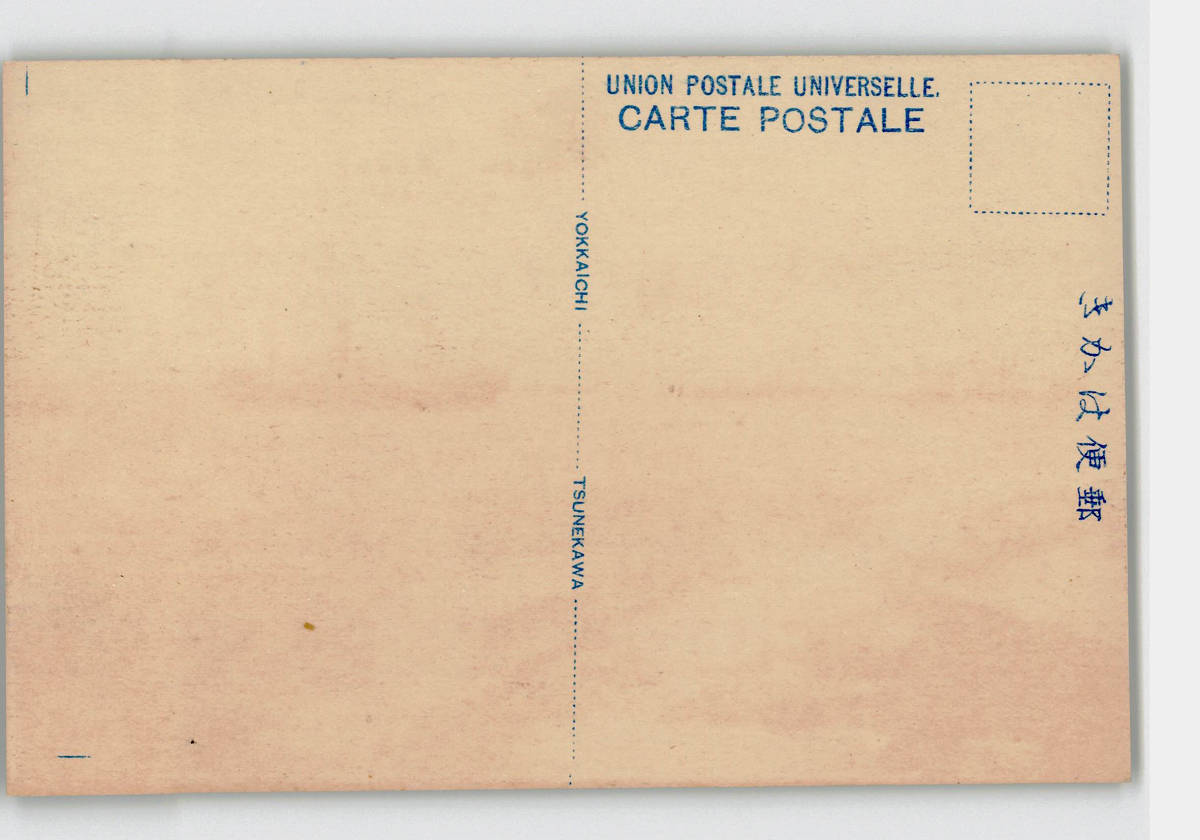 UNION POSTALE UNIVERSELLE.
CARTE POSTALE
YOKKAICHI
TSUNEKAWA
きかは便郵